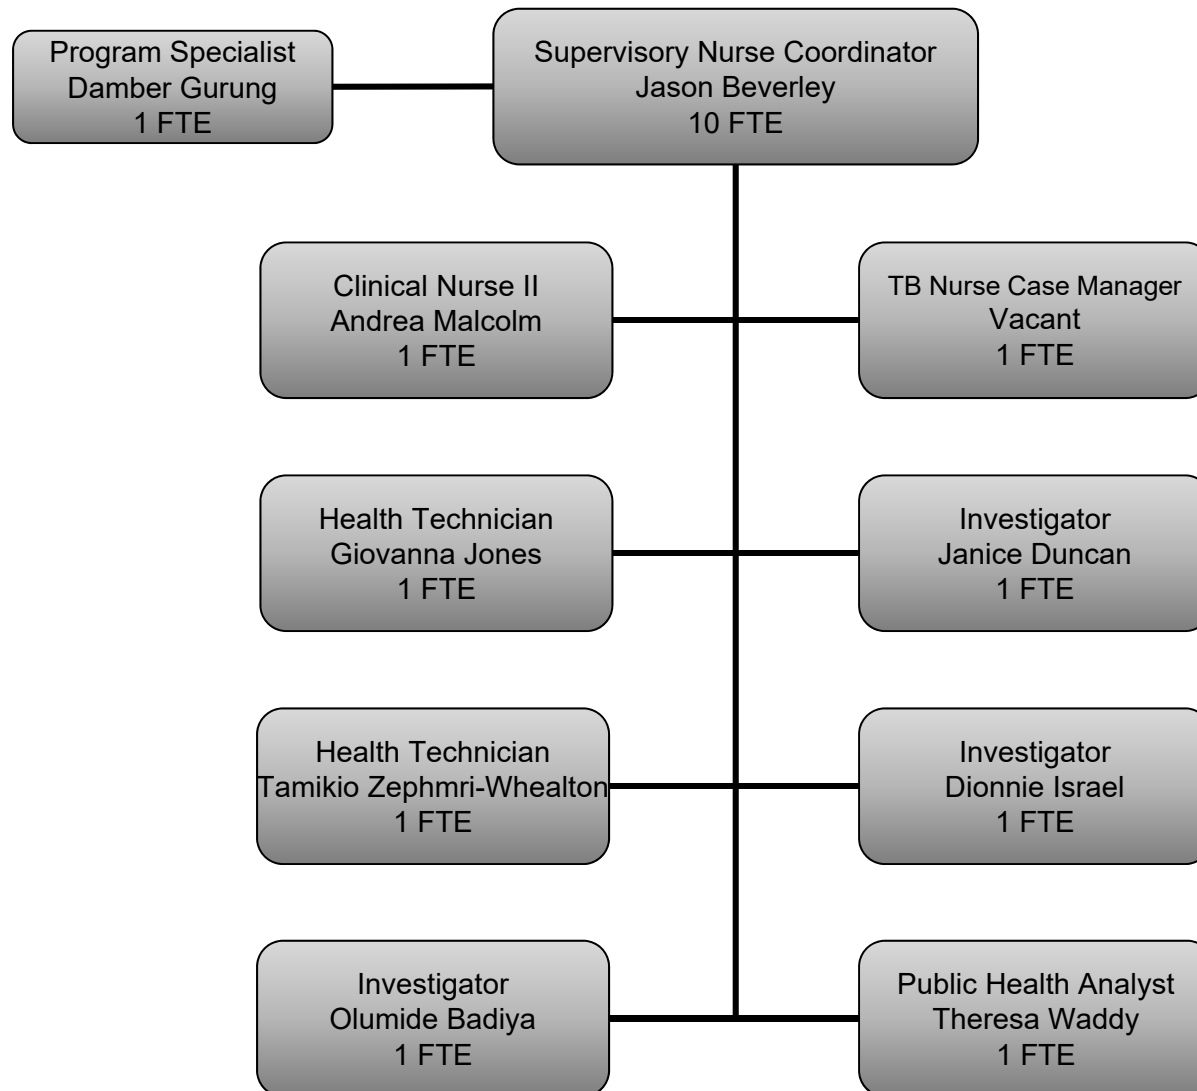 Program Specialist
Damber Gurung
1 FTE
Supervisory Nurse Coordinator
Jason Beverley
10 FTE
Clinical Nurse II
Andrea Malcolm
1 FTE
TB Nurse Case Manager
Vacant
1 FTE
Health Technician
Giovanna Jones
1 FTE
Investigator
Janice Duncan
1 FTE
Health Technician
Tamikio Zephmri-Whealton
1 FTE
Investigator
Dionnie Israel
1 FTE
Investigator
Olumide Badiya
1 FTE
Public Health Analyst
Theresa Waddy
1 FTE